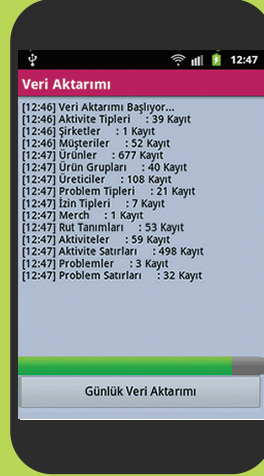 12:47
Veri Aktarımı
[12:46] Veri Aktarımı Başlıyor...
[12:46] Aktivite Tipleri : 39 Kayıt
[12:46] Şirketler : 1 Kayıt
[12:46] Müşteriler : 52 Kayıt
[12:47] Ürünler : 677 Kayıt
[12:47] Ürün Grupları : 40 Kayıt
[12:47] Üreticiler : 108 Kayıt
[12:47] Problem Tipleri : 21 Kayıt
[12:47] İzin Tipleri : 7 Kayıt
[12:47] Merch : 1 Kayıt
[12:47] Rut Tanımları : 53 Kayıt
[12:47] Aktiviteler : 59 Kayıt
[12:47] Aktivite Satırları : 498 Kayıt
[12:47] Problemler : 3 Kayıt
[12:47] Problem Satırları : 32 Kayıt
Günlük Veri Aktarımı